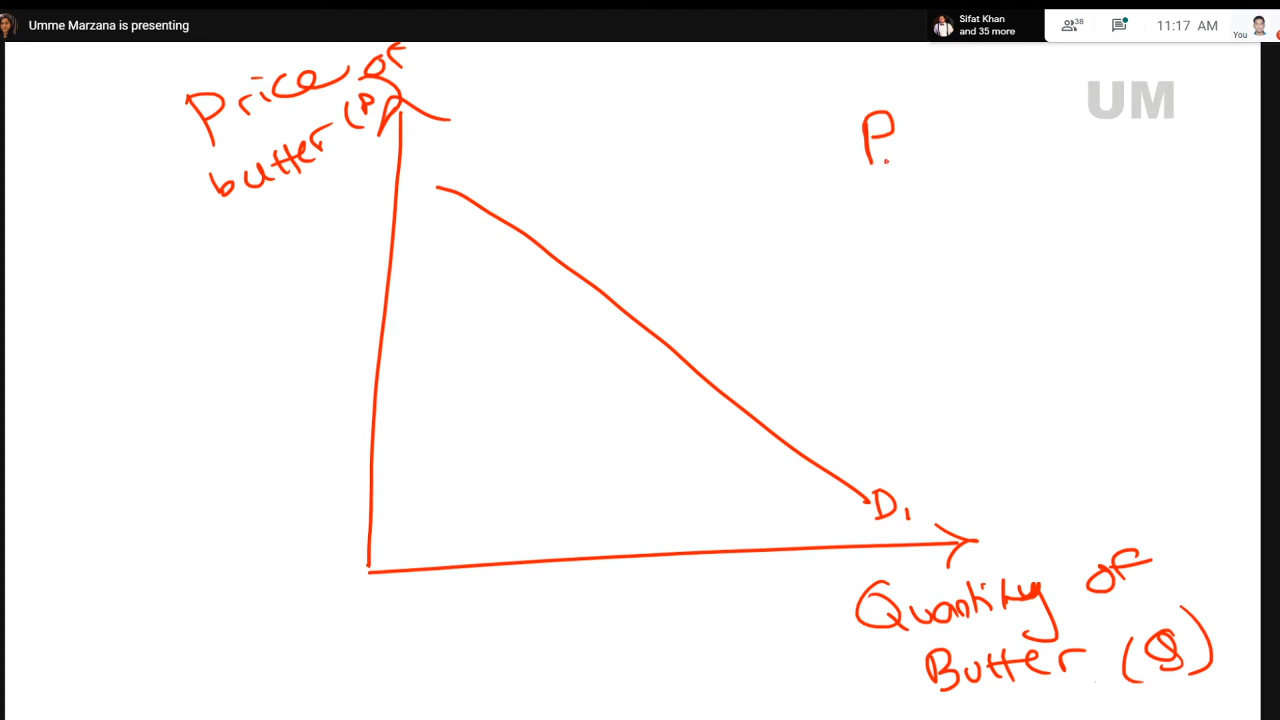 Umme Marzana is presenting
Sifat Khan
and 35 more
38
11:17 AM
You
UM
Price of
butter (P)
P.
D1
Quantity of
Butter (Q)